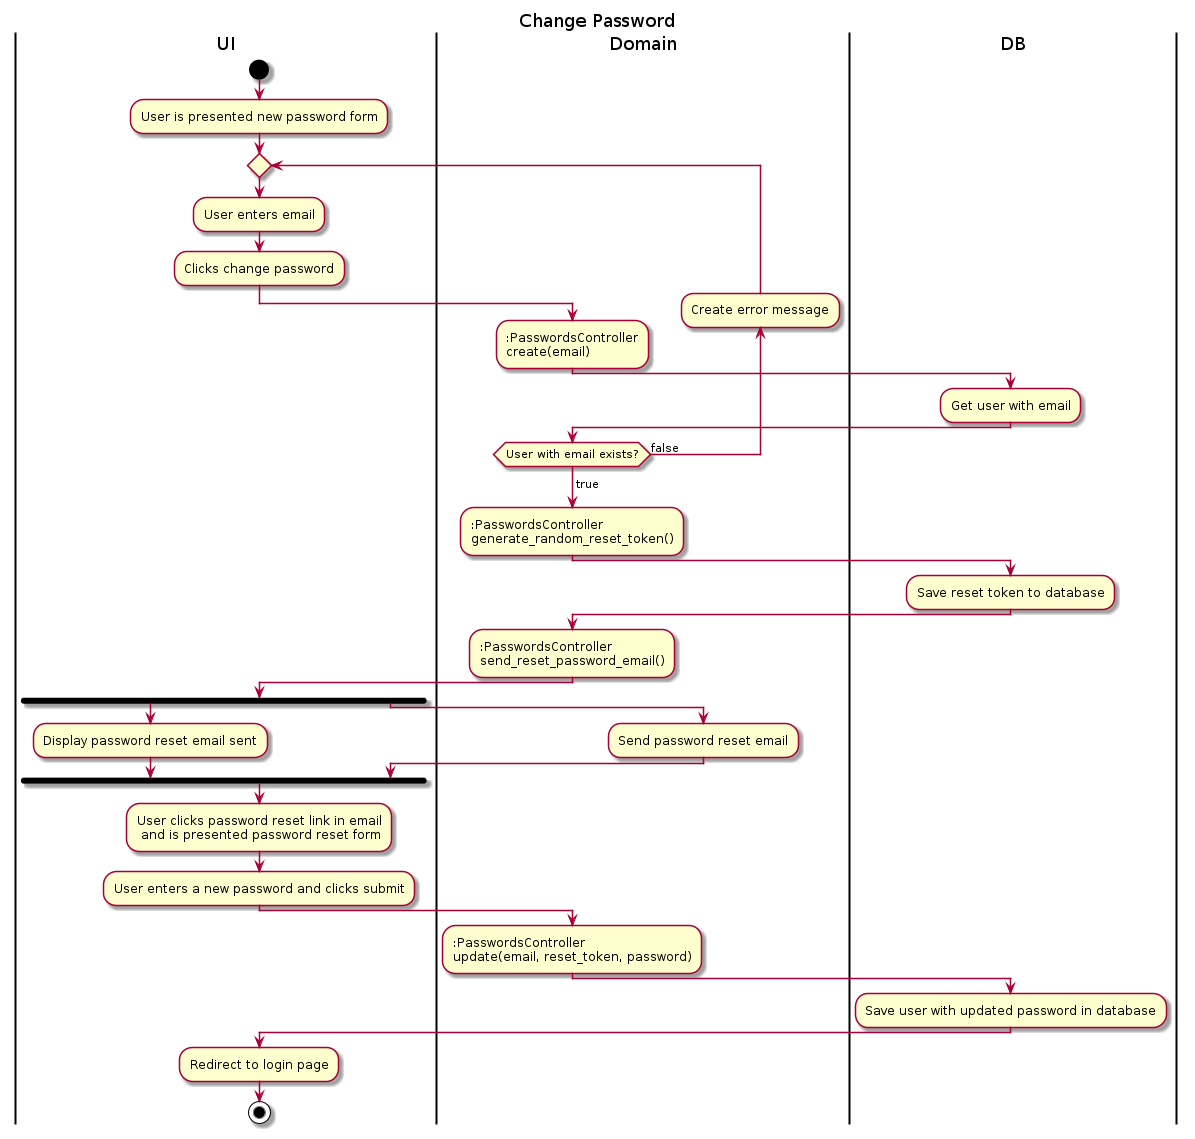 Change Password
UI
Domain
DB
User is presented new password form
User enters email
Clicks change password
Create error message
:PasswordsController
create(email)
Get user with email
User with email exists?
false
true
:PasswordsController
generate_random_reset_token()
Save reset token to database
:PasswordsController
send_reset_password_email()
Display password reset email sent
Send password reset email
User clicks password reset link in email
and is presented password reset form
User enters a new password and clicks submit
:PasswordsController
update(email, reset_token, password)
Save user with updated password in database
Redirect to login page